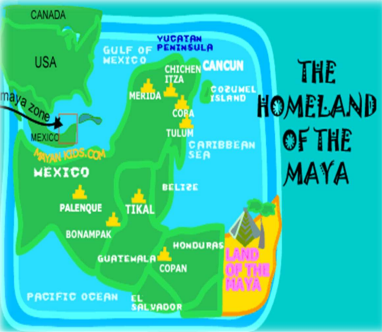 CANADA
USA
maya zone
MEXICO
MAYAN KIDS.COM
YUCATAN
PENINSULA
GULF OF
MEXICO
CHICHEN
ITZA
CANCUN
MERIDA
COZUMEL
ISLAND
COBA
TULUM
CARIBBEAN
SEA
MEXICO
BELIZE
PALENQUE
TIKAL
BONAMPAK
HONDURAS
GUATEMALA
COPAN
PACIFIC OCEAN
EL
SALVADOR
LAND
OF THE
MAYA
THE
HOMELAND
OF THE
MAYA